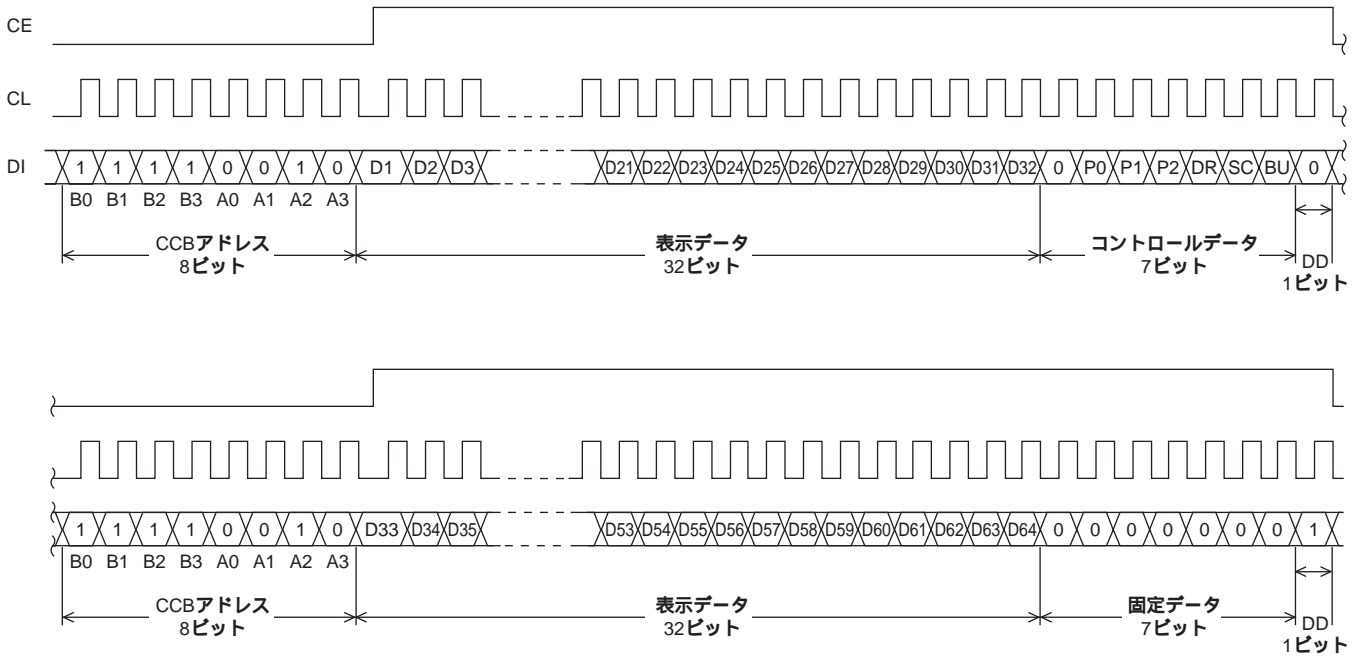 CE
CL
DI 1 1 1 1 0 0 1 0 D1 D2 D3 D21 D22 D23 D24 D25 D26 D27 D28 D29 D30 D31 D32 0 P0 P1 P2 DR SC BU 0
B0 B1 B2 B3 A0 A1 A2 A3
CCBアドレス
8ビット
表示データ
32ビット
コントロールデータ
7ビット
DD
1ビット
1 1 1 1 0 0 1 0 D33 D34 D35 D53 D54 D55 D56 D57 D58 D59 D60 D61 D62 D63 D64 0 0 0 0 0 0 0 1
B0 B1 B2 B3 A0 A1 A2 A3
CCBアドレス
8ビット
表示データ
32ビット
固定データ
7ビット
DD
1ビット